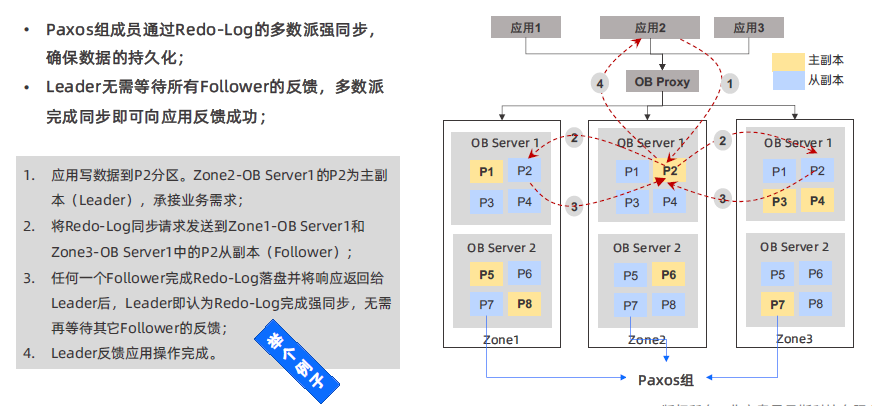 • Paxos组成员通过Redo-Log的多数派强同步，
确保数据的持久化；
• Leader无需等待所有Follower的反馈，多数派
完成同步即可向应用反馈成功；
1. 应用写数据到P2分区。Zone2-OB Server1的P2为主副
本（Leader），承接业务需求；
2. 将Redo-Log同步请求发送到Zone1-OB Server1和
Zone3-OB Server1中的P2从副本（Follower）；
3. 任何一个Follower完成Redo-Log落盘并将响应返回给
Leader后，Leader即认为Redo-Log完成强同步，无需
再等待其它Follower的反馈；
4. Leader反馈应用操作完成。
举个例子
应用1 应用2 应用3
主副本
从副本
4 OB Proxy 1
2 2
OB Server 1 OB Server 1 OB Server 1
P1 P2 P1 P2 P1 P2
3 3
P3 P4 P3 P4 P3 P4
OB Server 2 OB Server 2 OB Server 2
P5 P6 P5 P6 P5 P6
P7 P8 P7 P8 P7 P8
Zone1 Zone2 Zone3
Paxos组